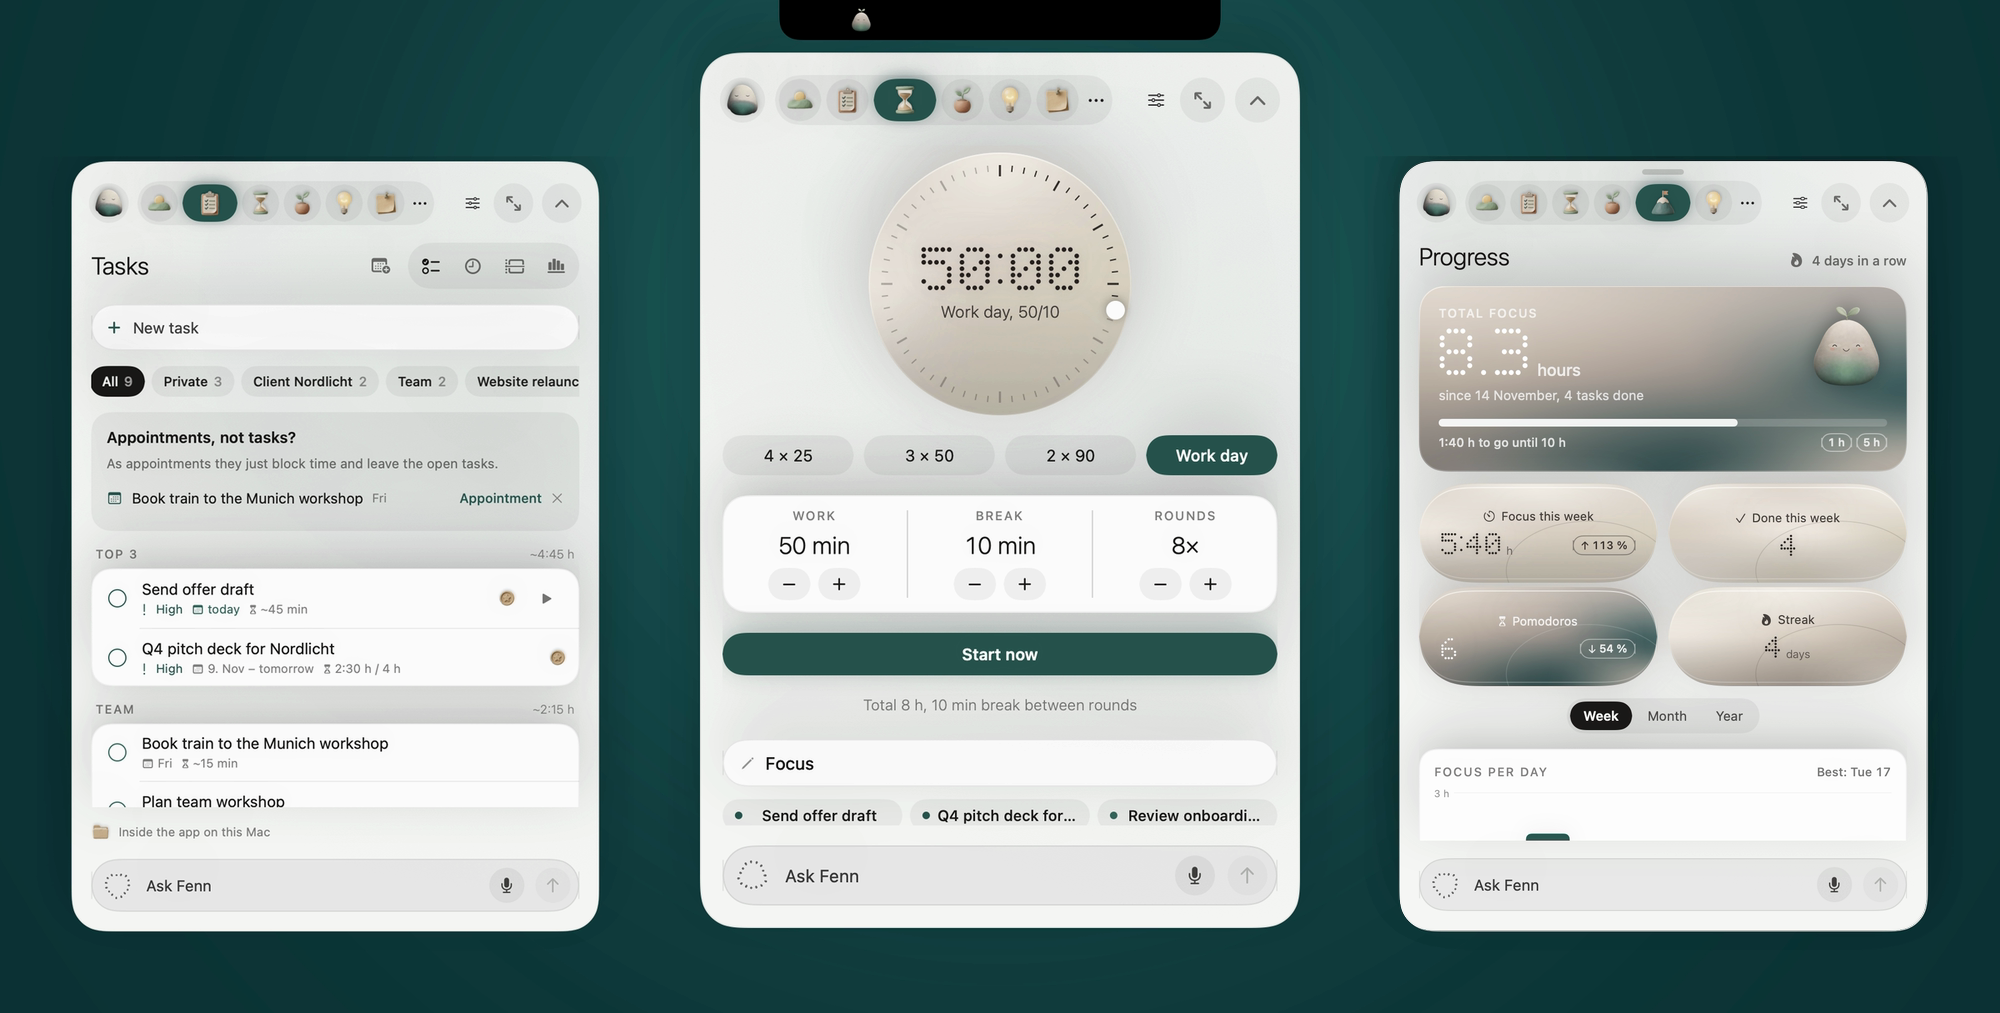 Tasks
New task
All 9
Private 3
Client Nordlicht 2
Team 2
Website relaunc
Appointments, not tasks?
As appointments they just block time and leave the open tasks.
Book train to the Munich workshop Fri
Appointment
TOP 3
~4:45 h
Send offer draft
! High today ~45 min
Q4 pitch deck for Nordlicht
! High 9. Nov – tomorrow 2:30 h / 4 h
TEAM
~2:15 h
Book train to the Munich workshop
Fri ~15 min
Plan team workshop
Inside the app on this Mac
Ask Fenn
50:00
Work day, 50/10
4 × 25
3 × 50
2 × 90
Work day
WORK
50 min
− +
BREAK
10 min
− +
ROUNDS
8×
− +
Start now
Total 8 h, 10 min break between rounds
Focus
Send offer draft
Q4 pitch deck for...
Review onboardi...
Ask Fenn
Progress
4 days in a row
TOTAL FOCUS
8.3 hours
since 14 November, 4 tasks done
1:40 h to go until 10 h
1 h
5 h
Focus this week
5:40 h
↑ 113 %
Done this week
4
Pomodoros
6
↓ 54 %
Streak
4 days
Week
Month
Year
FOCUS PER DAY
Best: Tue 17
3 h
Ask Fenn